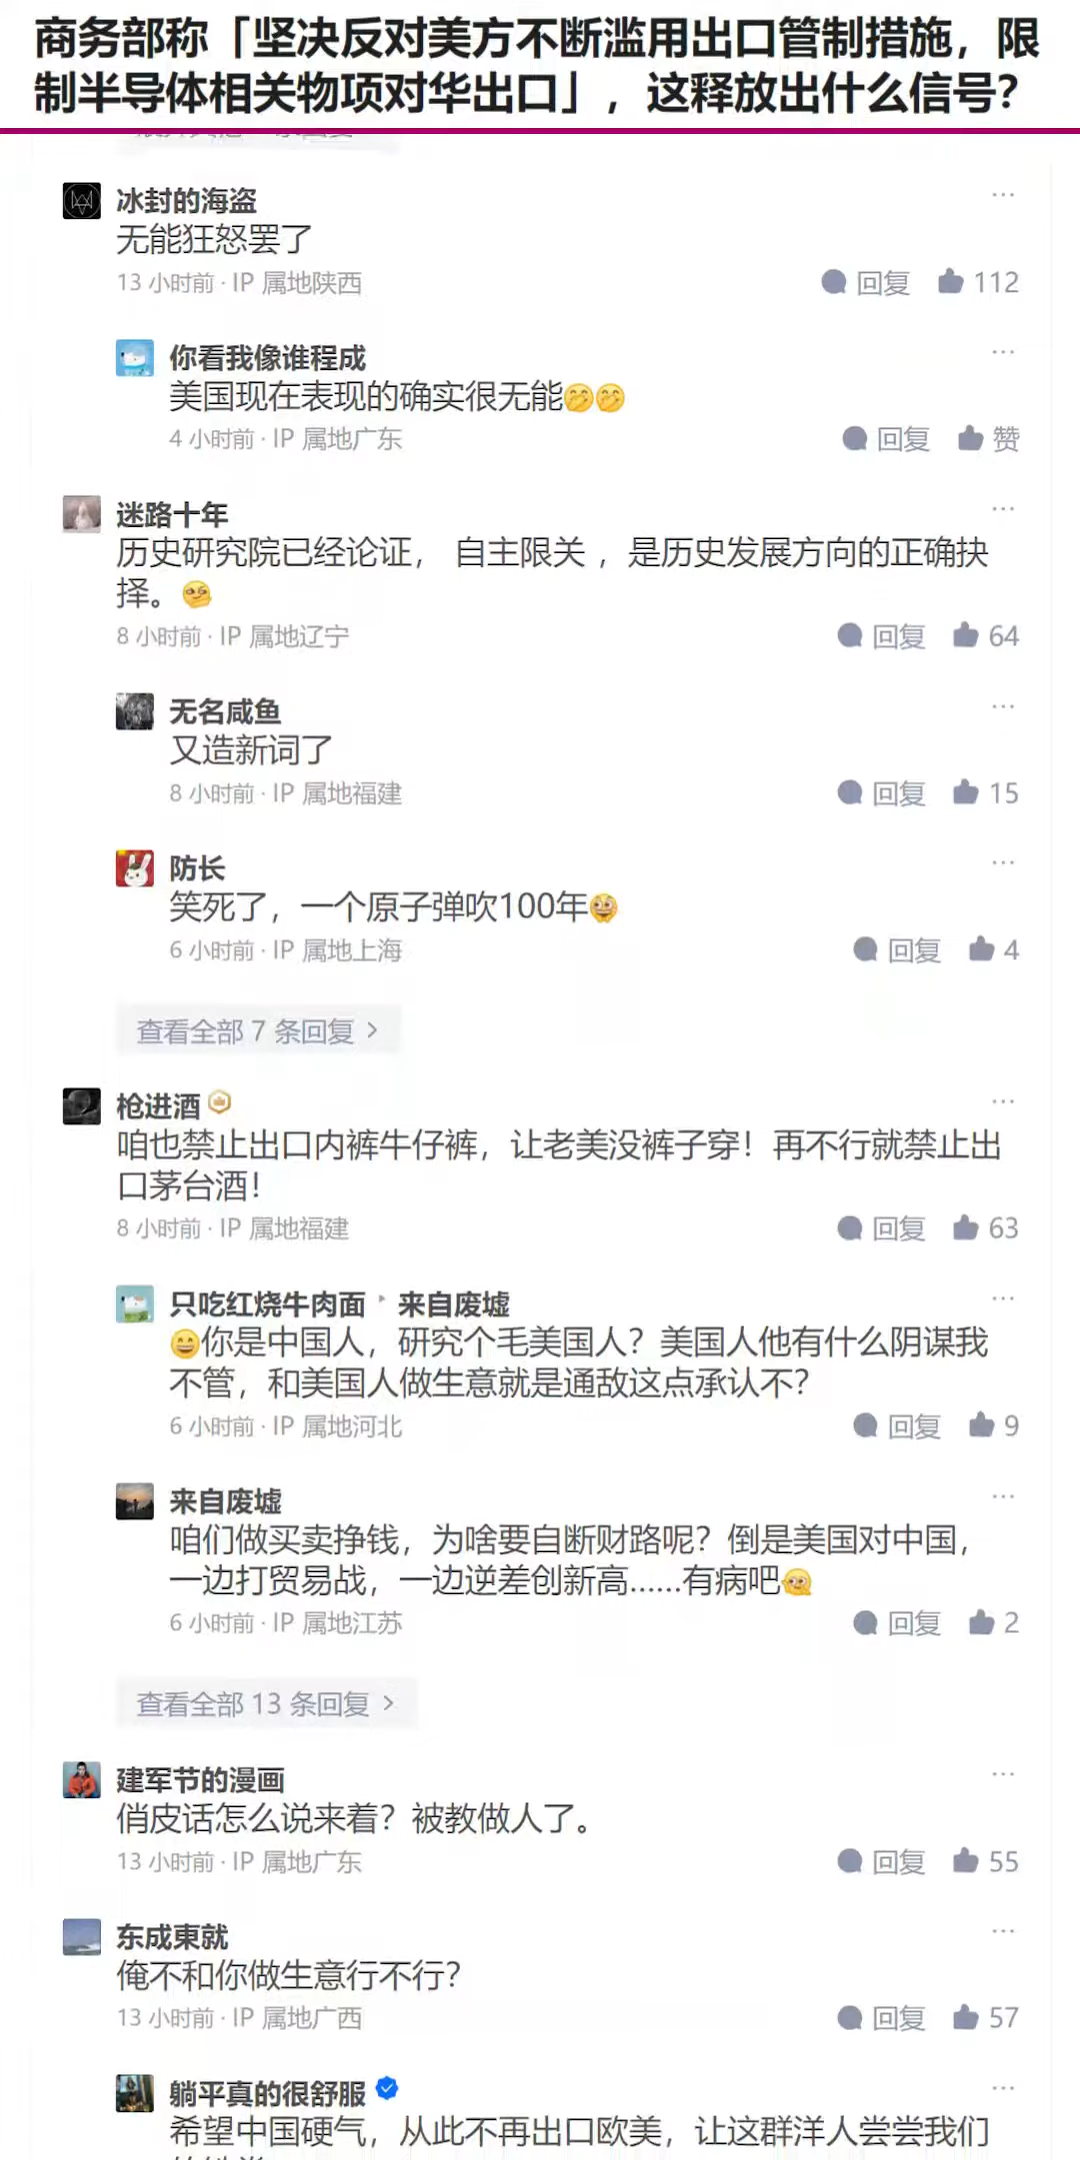 商务部称「坚决反对美方不断滥用出口管制措施，限
制半导体相关物项对华出口」，这释放出什么信号？
冰封的海盗
无能狂怒罢了
13 小时前 · IP 属地陕西
回复 112
你看我像谁程成
美国现在表现的确实很无能🤭🤭
4 小时前 · IP 属地广东
回复 赞
迷路十年
历史研究院已经论证， 自主限关 ，是历史发展方向的正确抉
择。
8 小时前 · IP 属地辽宁
回复 64
无名咸鱼
又造新词了
8 小时前 · IP 属地福建
回复 15
防长
笑死了，一个原子弹吹100年
6 小时前 · IP 属地上海
回复 4
查看全部 7 条回复 >
枪进酒
咱也禁止出口内裤牛仔裤，让老美没裤子穿！再不行就禁止出
口茅台酒！
8 小时前 · IP 属地福建
回复 63
只吃红烧牛肉面 ▸ 来自废墟
😄你是中国人，研究个毛美国人？美国人他有什么阴谋我
不管，和美国人做生意就是通敌这点承认不？
6 小时前 · IP 属地河北
回复 9
来自废墟
咱们做买卖挣钱，为啥要自断财路呢？倒是美国对中国，
一边打贸易战，一边逆差创新高......有病吧
6 小时前 · IP 属地江苏
回复 2
查看全部 13 条回复 >
建军节的漫画
俏皮话怎么说来着？被教做人了。
13 小时前 · IP 属地广东
回复 55
东成東就
俺不和你做生意行不行？
13 小时前 · IP 属地广西
回复 57
躺平真的很舒服
希望中国硬气，从此不再出口欧美，让这群洋人尝尝我们